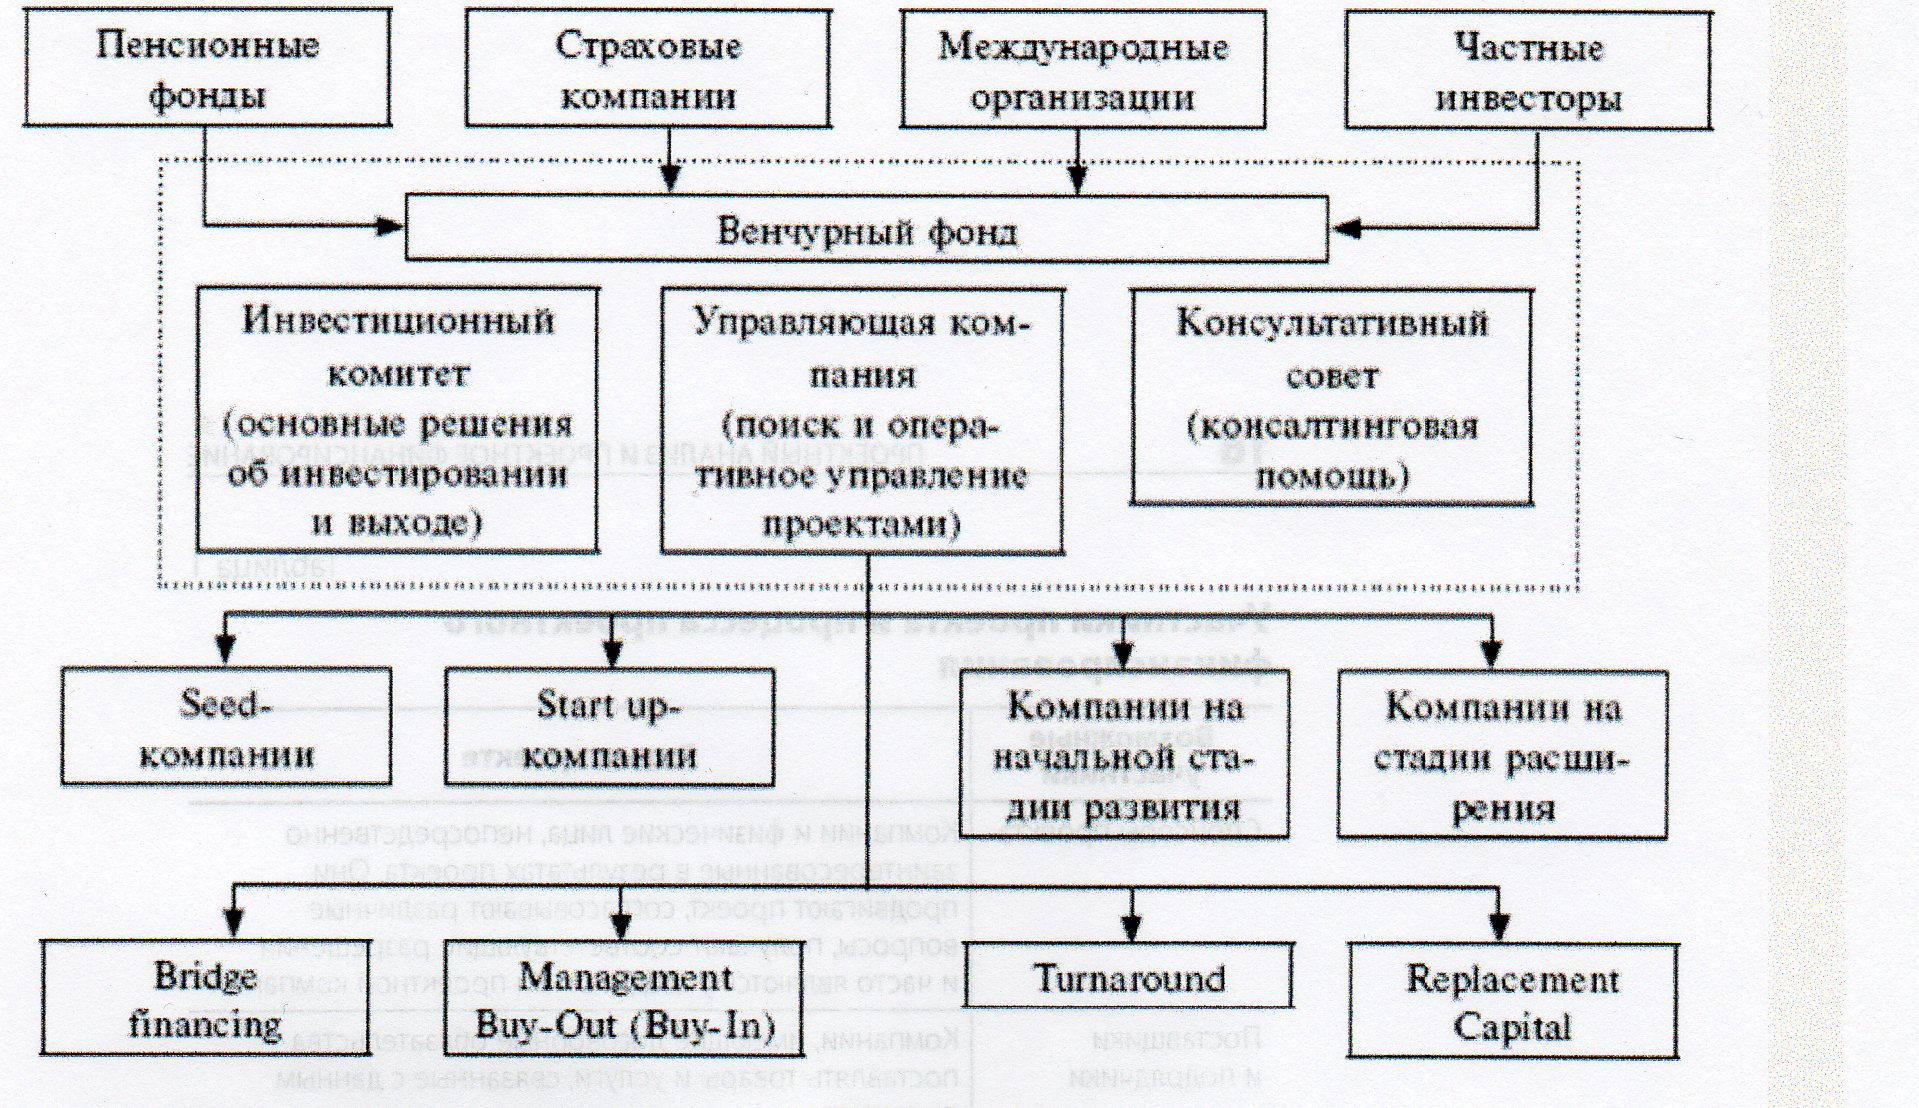 Пенсионные
фонды
Страховые
компании
Международные
организации
Частные
инвесторы
Венчурный фонд
Инвестиционный
комитет
(основные решения
об инвестировании
и выходе)
Управляющая ком-
пания
(поиск и опера-
тивное управление
проектами)
Консультативный
совет
(консалтинговая
помощь)
Seed-
компании
Start up-
компании
Компании на
начальной ста-
дии развития
Компании на
стадии расши-
рения
Bridge
financing
Management
Buy-Out (Buy-In)
Turnaround
Replacement
Capital